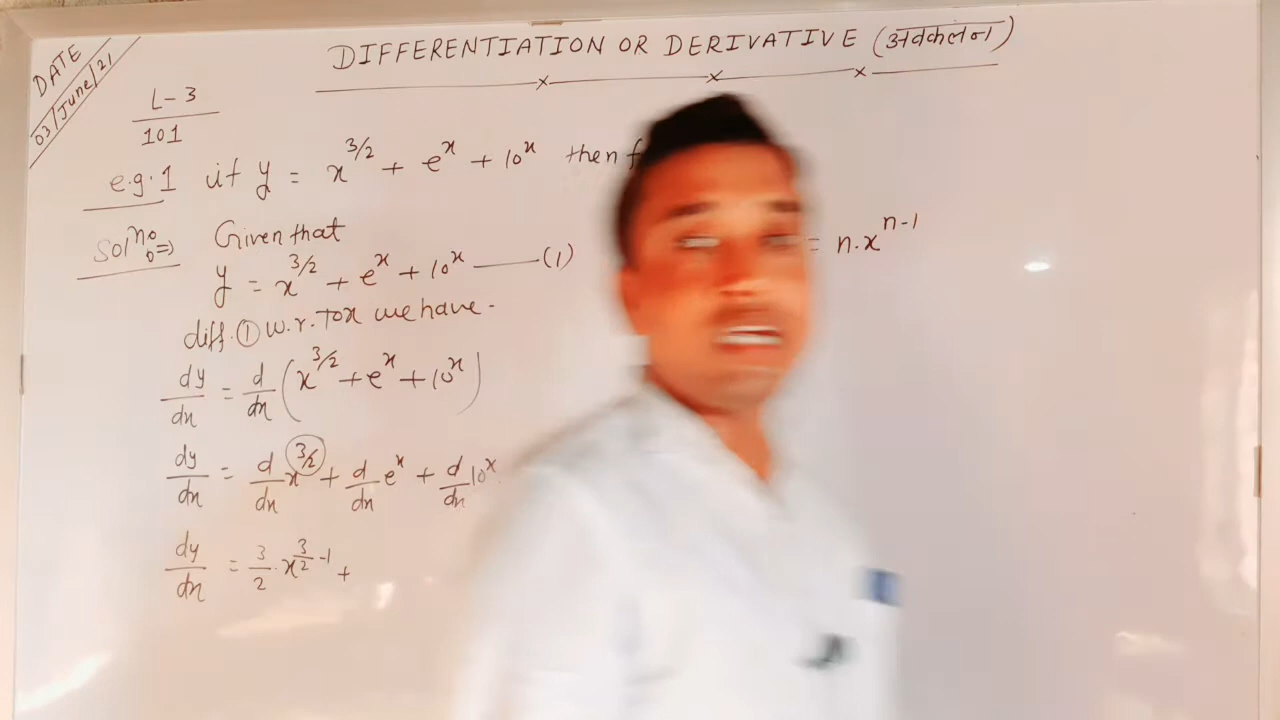 DIFFERENTIATION OR DERIVATIVE (अवकलन)
DATE
03/June/21
L-3
101
e.g.1 if y = x^{3/2} + e^x + 10^x then
Sol^n: => Given that
y = x^{3/2} + e^x + 10^x ——(1)
= n.x^{n-1}
diff. ① w.r.To x we have -
dy/dx = d/dx (x^{3/2} + e^x + 10^x)
dy/dx = d/dx x^{3/2} + d/dx e^x + d/dx 10^x
dy/dx = 3/2 . x^{3/2 - 1} +